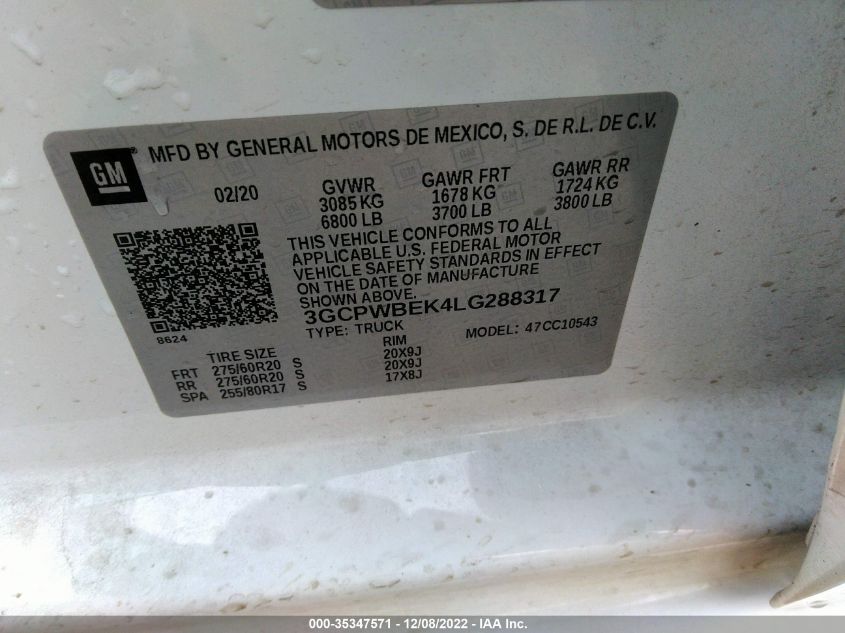 GM
MFD BY GENERAL MOTORS DE MEXICO, S. DE R.L. DE C.V.
02/20 GVWR GAWR FRT GAWR RR
3085 KG 1678 KG 1724 KG
6800 LB 3700 LB 3800 LB
THIS VEHICLE CONFORMS TO ALL
APPLICABLE U.S. FEDERAL MOTOR
VEHICLE SAFETY STANDARDS IN EFFECT
ON THE DATE OF MANUFACTURE
SHOWN ABOVE.
3GCPWBEK4LG288317
8624
TYPE: TRUCK MODEL: 47CC10543
TIRE SIZE RIM
FRT 275/60R20 S 20X9J
RR 275/60R20 S 20X9J
SPA 255/80R17 S 17X8J
000-35347571 - 12/08/2022 - IAA Inc.